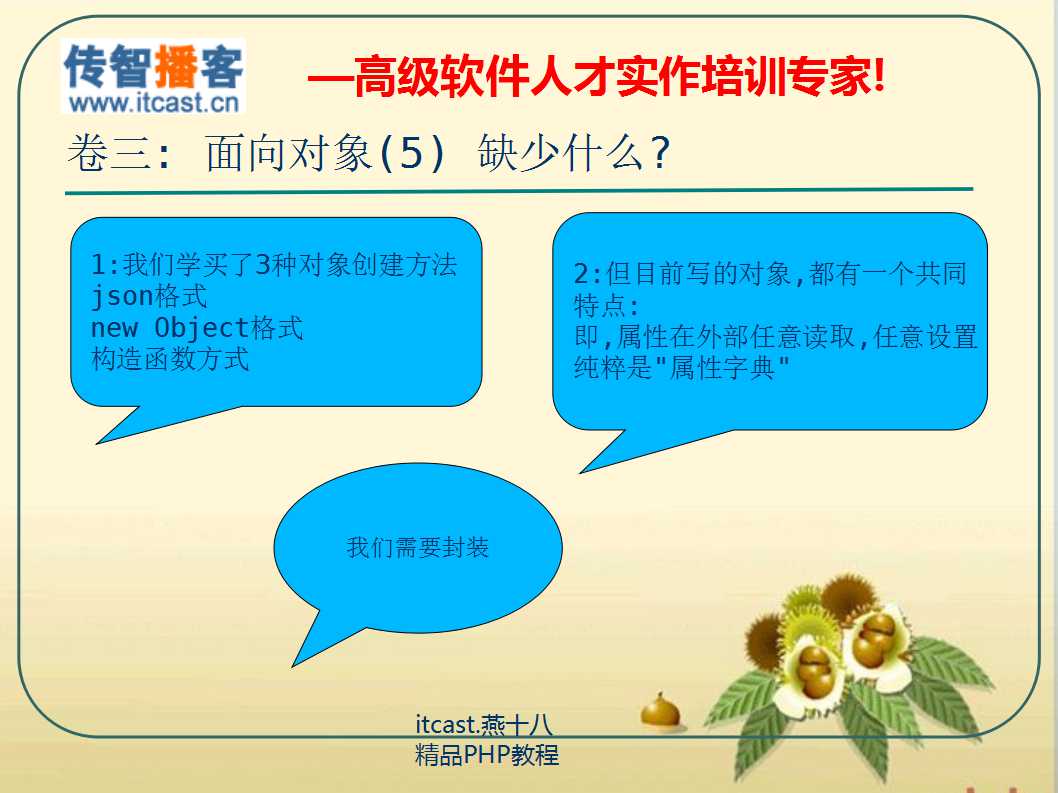 传智播客
www.itcast.cn
—高级软件人才实作培训专家!
卷三: 面向对象(5) 缺少什么?
1:我们学买了3种对象创建方法
json格式
new Object格式
构造函数方式
2:但目前写的对象,都有一个共同
特点:
即,属性在外部任意读取,任意设置
纯粹是"属性字典"
我们需要封装
itcast.燕十八
精品PHP教程